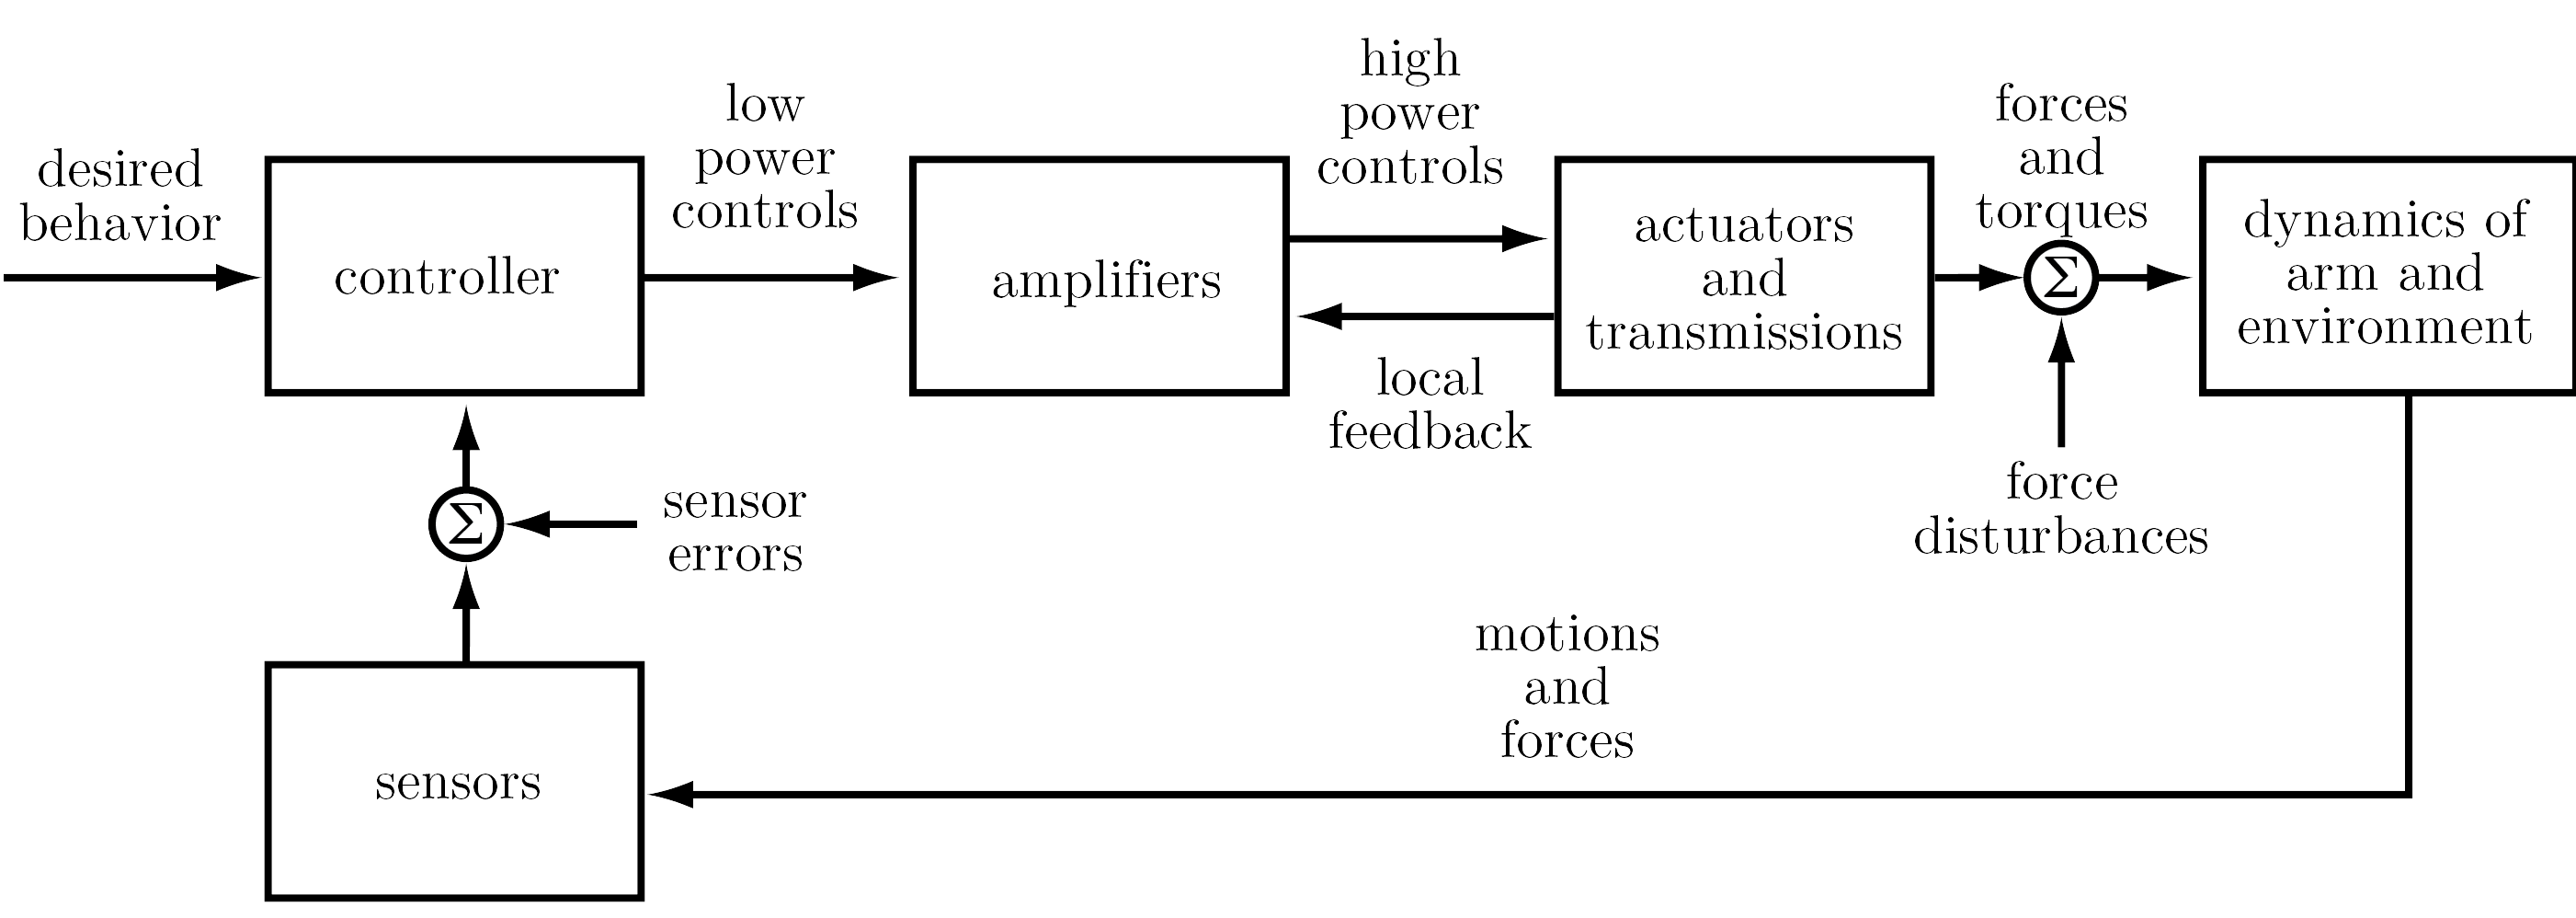 desired
behavior
controller
low
power
controls
amplifiers
high
power
controls
local
feedback
actuators
and
transmissions
forces
and
torques
Σ
force
disturbances
dynamics of
arm and
environment
Σ
sensor
errors
motions
and
forces
sensors